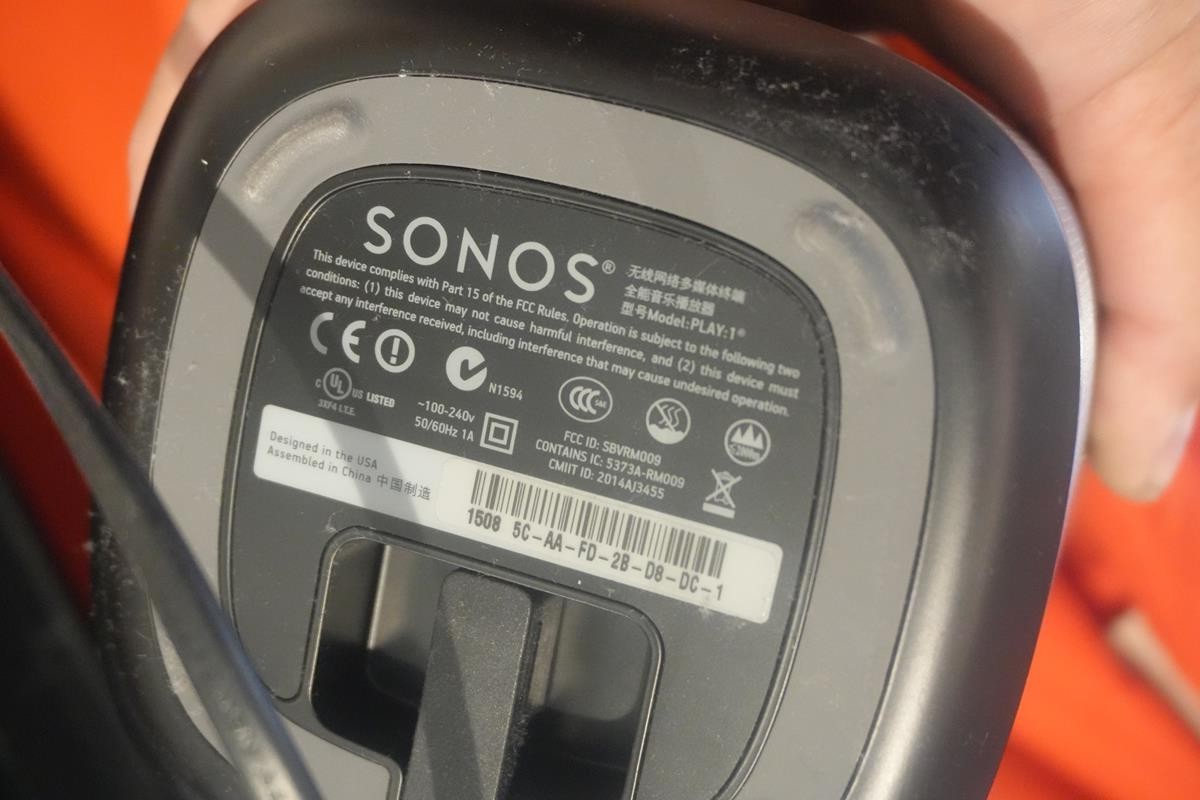 SONOS®
无线网络多媒体终端
全能音乐播放器
型号Model:PLAY:1®
This device complies with Part 15 of the FCC Rules. Operation is subject to the following two
conditions: (1) this device may not cause harmful interference, and (2) this device must
accept any interference received, including interference that may cause undesired operation.
CE
N1594
CCC
C UL US LISTED
3XF4 I.T.E.
~100-240v
50/60Hz 1A
FCC ID: SBVRM009
CONTAINS IC: 5373A-RM009
CMIIT ID: 2014AJ3455
Designed in the USA
Assembled in China 中国制造
1508 5C-AA-FD-2B-D8-DC-1